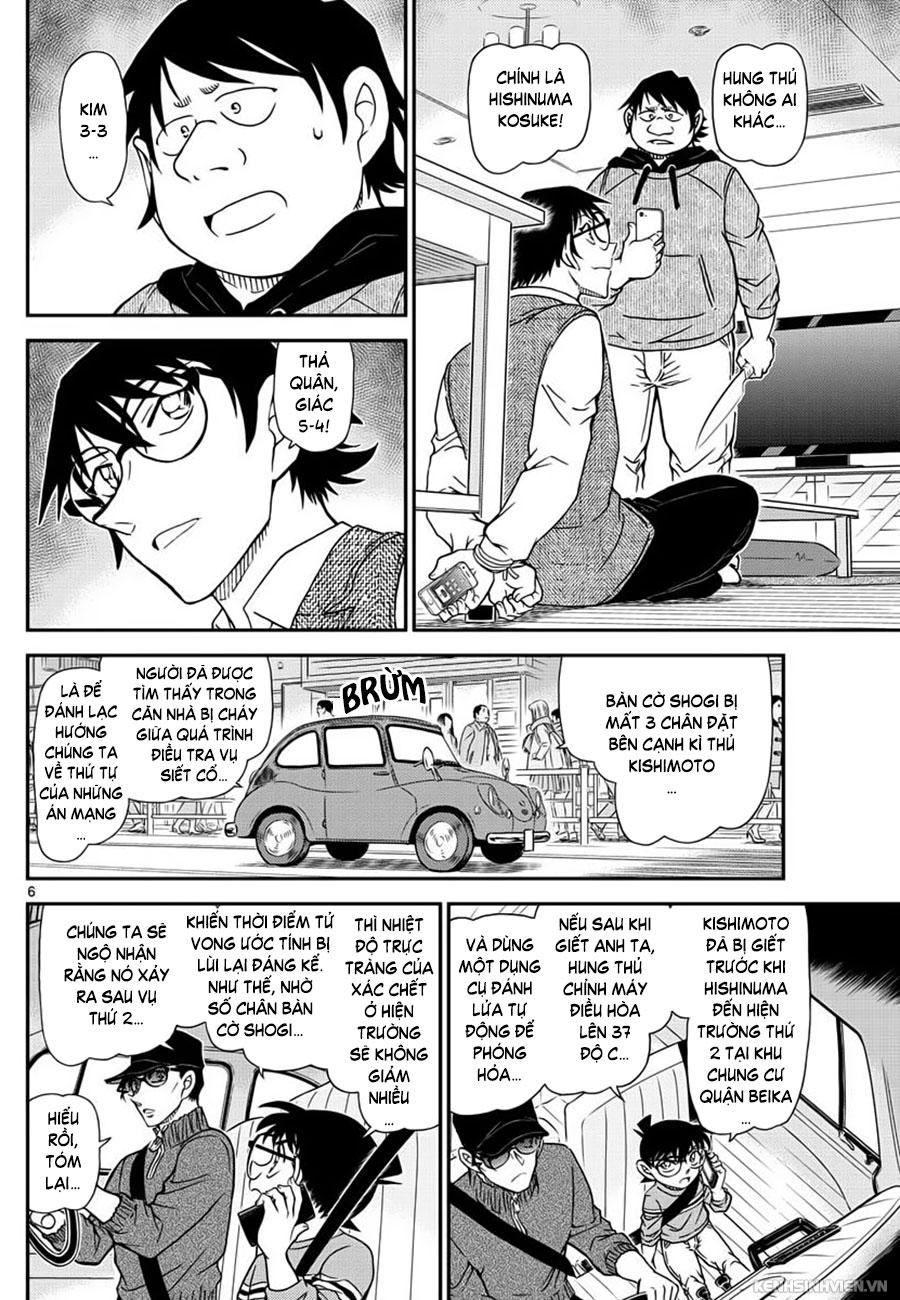 HUNG THỦ
KHÔNG AI
KHÁC...
CHÍNH LÀ
HISHINUMA
KOSUKE!
KIM
3-3
...
THẢ
QUÂN,
GIÁC
5-4!
BÀN CỜ SHOGI BỊ
MẤT 3 CHÂN ĐẶT
BÊN CẠNH KÌ THỦ
KISHIMOTO
...
BRỪM
NGƯỜI ĐÃ ĐƯỢC
TÌM THẤY TRONG
CĂN NHÀ BỊ CHÁY
GIỮA QUÁ TRÌNH
ĐIỀU TRA VỤ
SIẾT CỔ...
LÀ ĐỂ
ĐÁNH LẠC
HƯỚNG
CHÚNG TA
VỀ THỨ TỰ
CỦA NHỮNG
ÁN MẠNG
...
6
KISHIMOTO
ĐÃ BỊ GIẾT
TRƯỚC KHI
HISHINUMA
ĐẾN HIỆN
TRƯỜNG THỨ
2 TẠI KHU
CHUNG CƯ
QUẬN BEIKA
...
NẾU SAU KHI
GIẾT ANH TA,
HUNG THỦ
CHỈNH MÁY
ĐIỀU HÒA
LÊN 37
ĐỘ C...
VÀ DÙNG
MỘT DỤNG
CỤ ĐÁNH
LỬA TỰ
ĐỘNG ĐỂ
PHÓNG
HỎA...
THÌ NHIỆT
ĐỘ TRỰC
TRÀNG CỦA
XÁC CHẾT
Ở HIỆN
TRƯỜNG
SẼ KHÔNG
GIẢM
NHIỀU
...
KHIẾN THỜI ĐIỂM TỬ
VONG ƯỚC TÍNH BỊ
LÙI LẠI ĐÁNG KỂ.
NHƯ THẾ, NHỜ
SỐ CHÂN BÀN
CỜ SHOGI...
CHÚNG TA SẼ
NGỘ NHẬN
RẰNG NÓ XẢY
RA SAU VỤ
THỨ 2...
HIỂU
RỒI,
TÓM
LẠI...
KENHSINHVIEN.VN